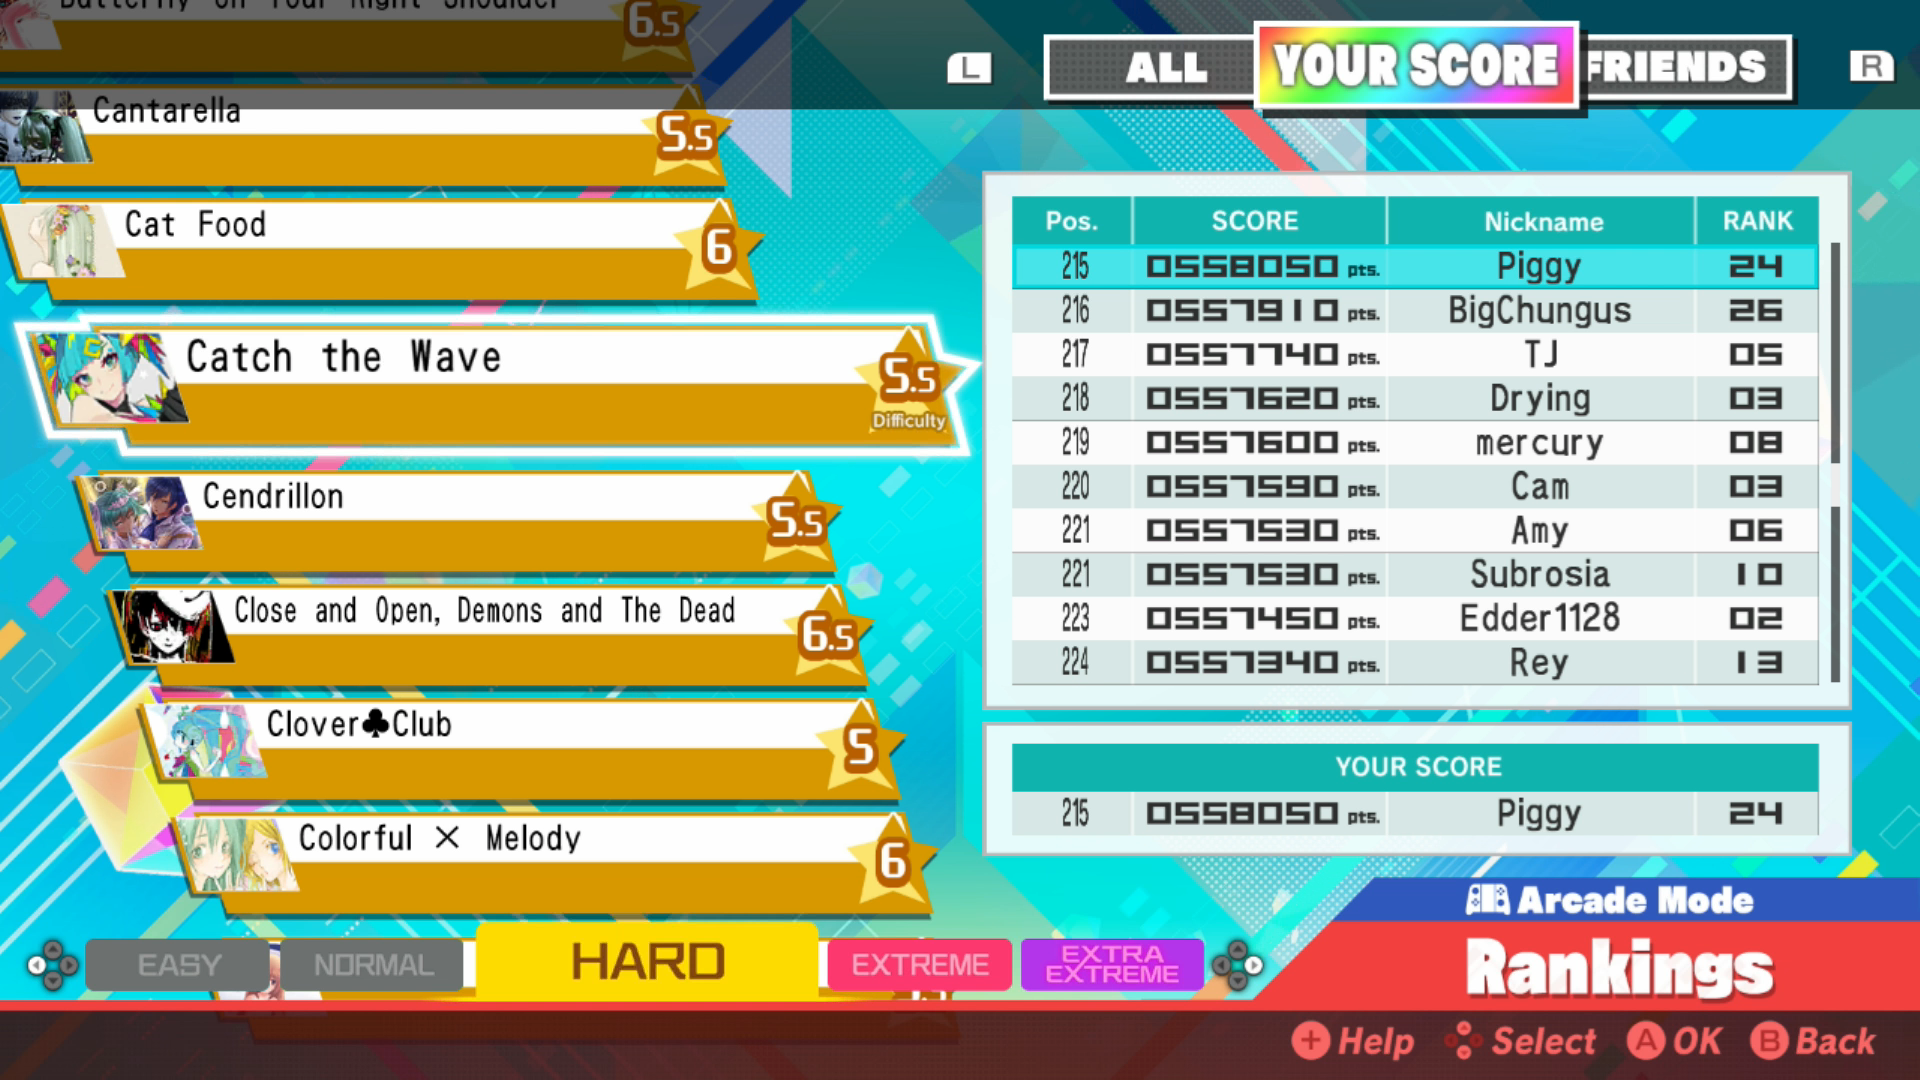 Butterfly on Your Right Shoulder
6.5
Cantarella
5.5
Cat Food
6
Catch the Wave
5.5
Difficulty
Cendrillon
5.5
Close and Open, Demons and The Dead
6.5
Clover♣Club
5
Colorful × Melody
6
L
ALL
YOUR SCORE
FRIENDS
R
Pos. SCORE Nickname RANK
215 0558050 pts. Piggy 24
216 0557910 pts. BigChungus 26
217 0557740 pts. TJ 05
218 0557620 pts. Drying 03
219 0557600 pts. mercury 08
220 0557590 pts. Cam 03
221 0557530 pts. Amy 06
221 0557530 pts. Subrosia 10
223 0557450 pts. Edder1128 02
224 0557340 pts. Rey 13
YOUR SCORE
215 0558050 pts. Piggy 24
Arcade Mode
Rankings
EASY
NORMAL
HARD
EXTREME
EXTRA
EXTREME
+ Help
Select
A OK
B Back